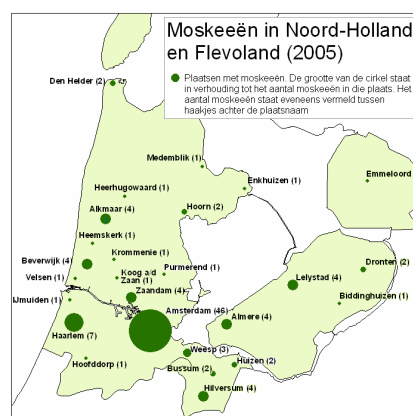 Moskeeën in Noord-Holland
en Flevoland (2005)
Plaatsen met moskeeën. De grootte van de cirkel staat
in verhouding tot het aantal moskeeën in die plaats. Het
aantal moskeeën staat eveneens vermeld tussen
haakjes achter de plaatsnaam
Den Helder (2)
Medemblik (1)
Emmeloord
Enkhuizen (1)
Heerhugowaard (1)
Hoorn (2)
Alkmaar (4)
Heemskerk (1)
Krommenie (1)
Dronten (2)
Beverwijk (4)
Purmerend (1)
Koog a/d
Zaan (1)
Velsen (1)
Lelystad (4)
Zaandam (4)
Biddinghuizen (1)
IJmuiden (1)
Amsterdam (46)
Almere (4)
Haarlem (7)
Weesp (3)
Huizen (2)
Hoofddorp (1)
Bussum (2)
Hilversum (4)